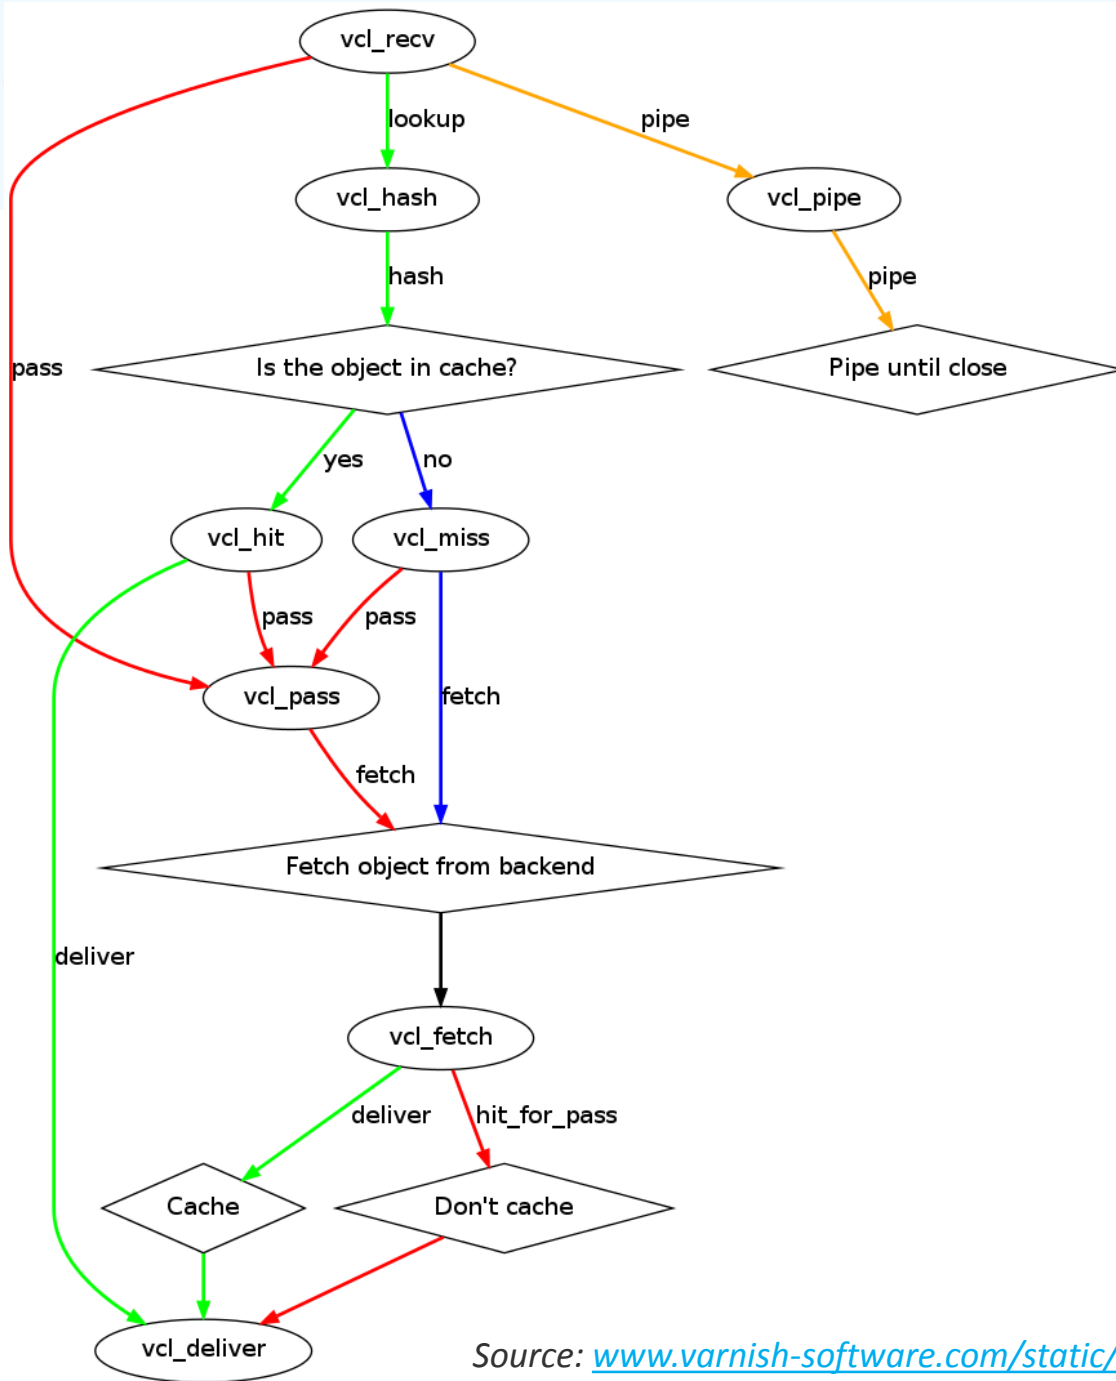 vcl_recv
lookup
pipe
vcl_hash
vcl_pipe
hash
pipe
pass
Is the object in cache?
Pipe until close
yes
no
vcl_hit
vcl_miss
pass
pass
vcl_pass
fetch
fetch
Fetch object from backend
deliver
vcl_fetch
deliver
hit_for_pass
Cache
Don't cache
vcl_deliver
Source: www.varnish-software.com/static/